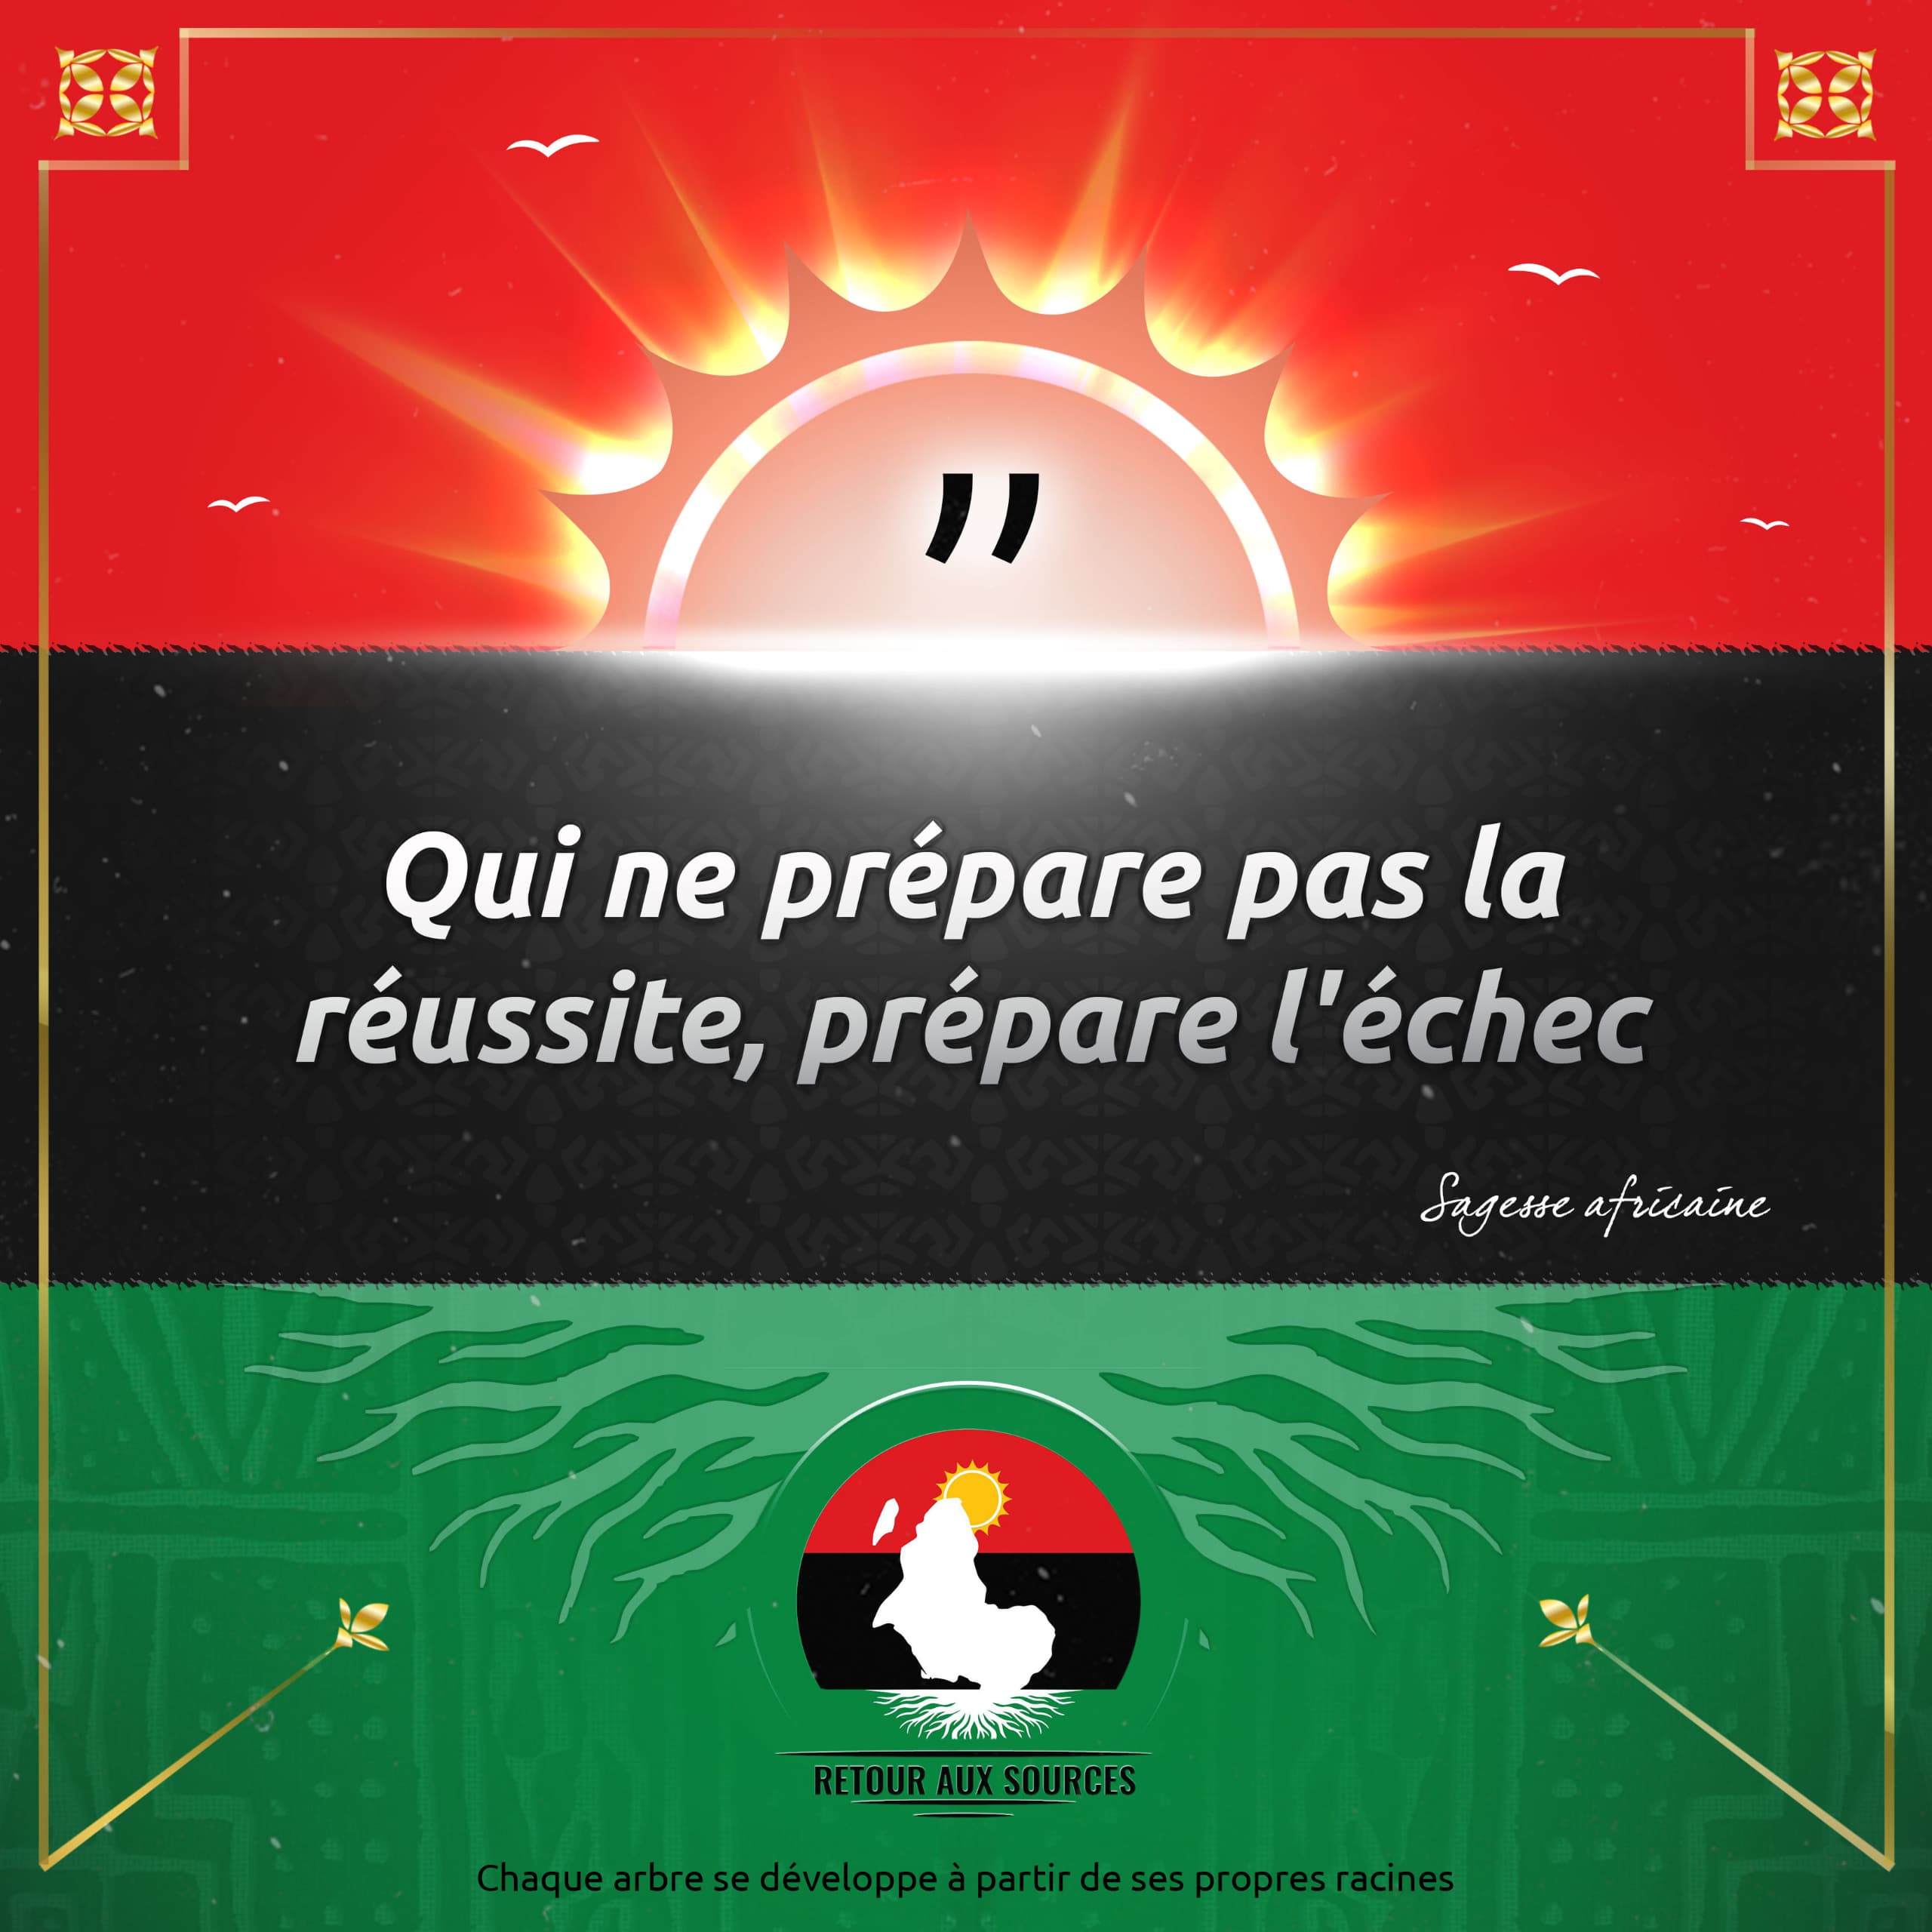 ”
Qui ne prépare pas la
réussite, prépare l'échec
Sagesse africaine
RETOUR AUX SOURCES
Chaque arbre se développe à partir de ses propres racines